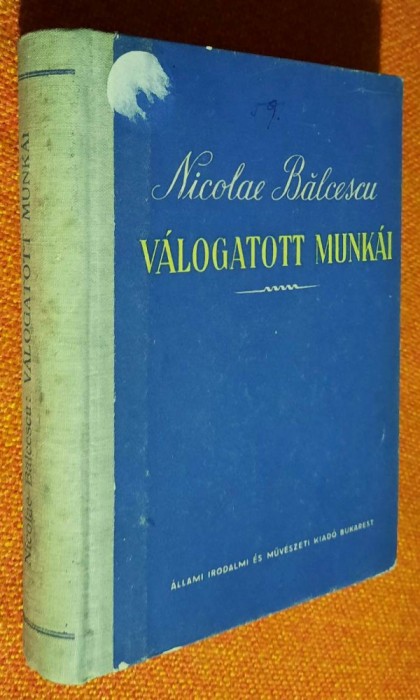 Nicolae Bălcescu
VÁLOGATOTT MUNKÁI
ÁLLAMI IRODALMI ÉS MŰVÉSZETI KIADÓ BUKAREST
Nicolae Bălcescu: VÁLOGATOTT MUNKÁI